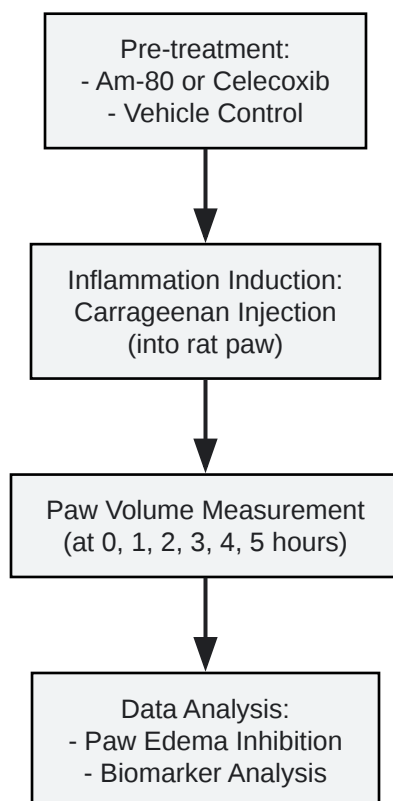 Pre-treatment:
- Am-80 or Celecoxib
- Vehicle Control
Inflammation Induction:
Carrageenan Injection
(into rat paw)
Paw Volume Measurement
(at 0, 1, 2, 3, 4, 5 hours)
Data Analysis:
- Paw Edema Inhibition
- Biomarker Analysis